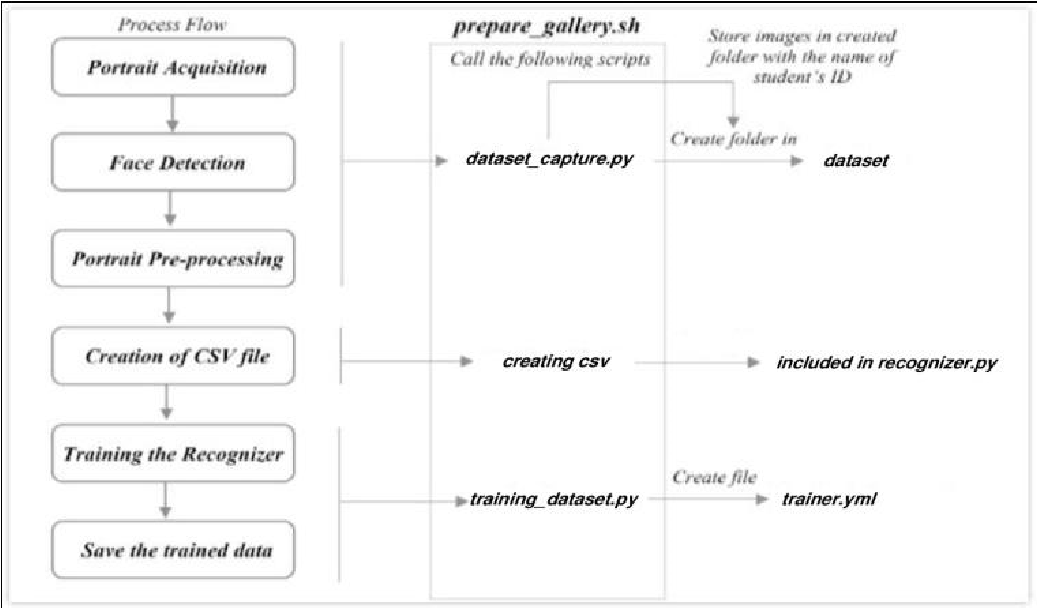 Process Flow
Portrait Acquisition
Face Detection
Portrait Pre-processing
Creation of CSV file
Training the Recognizer
Save the trained data
prepare_gallery.sh
Call the following scripts
dataset_capture.py
creating csv
training_dataset.py
Store images in created
folder with the name of
student's ID
Create folder in
dataset
included in recognizer.py
Create file
trainer.yml